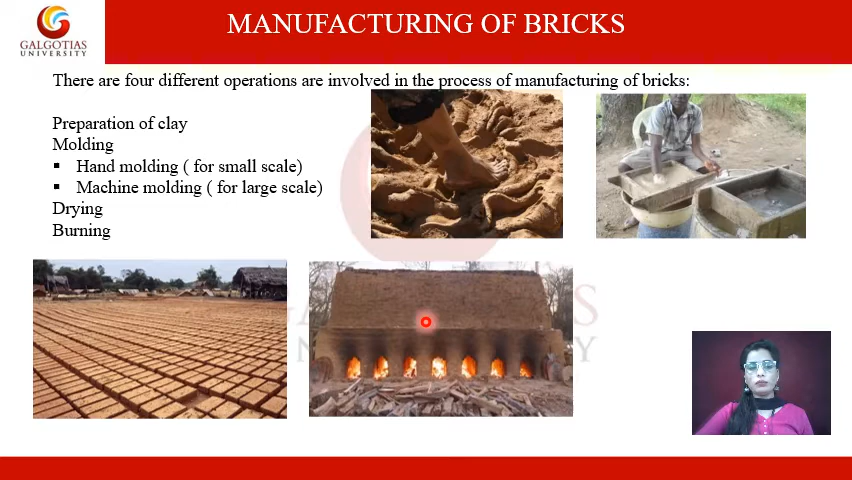 GALGOTIAS
UNIVERSITY
MANUFACTURING OF BRICKS
There are four different operations are involved in the process of manufacturing of bricks:
Preparation of clay
Molding
▪ Hand molding ( for small scale)
▪ Machine molding ( for large scale)
Drying
Burning